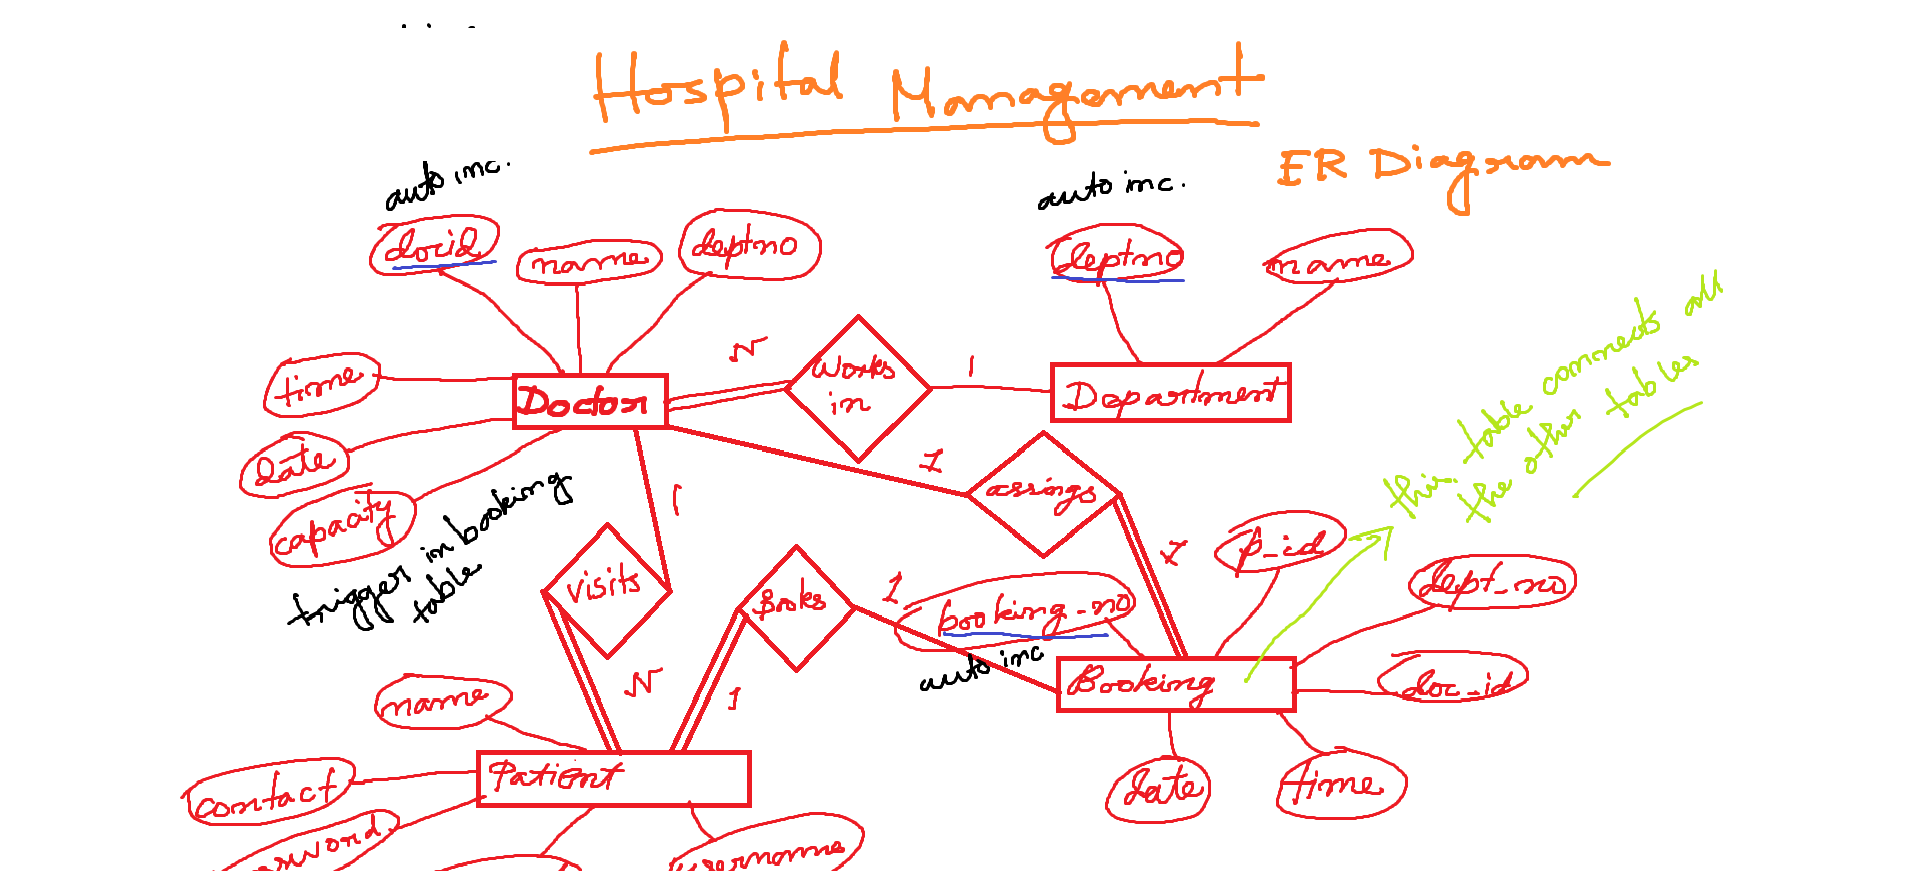 Hospital Management
ER Diagram
auto inc.
auto inc.
docid
name
deptno
deptno
name
time
N
Works
in
1
Doctor
Department
date
1
assings
capacity
1
this table connects all
the other tables
trigger in booking
table
visits
Books
1
1
p_id
dept_no
booking_no
auto inc
N
1
name
Booking
doc_id
Patient
contact
date
time
username